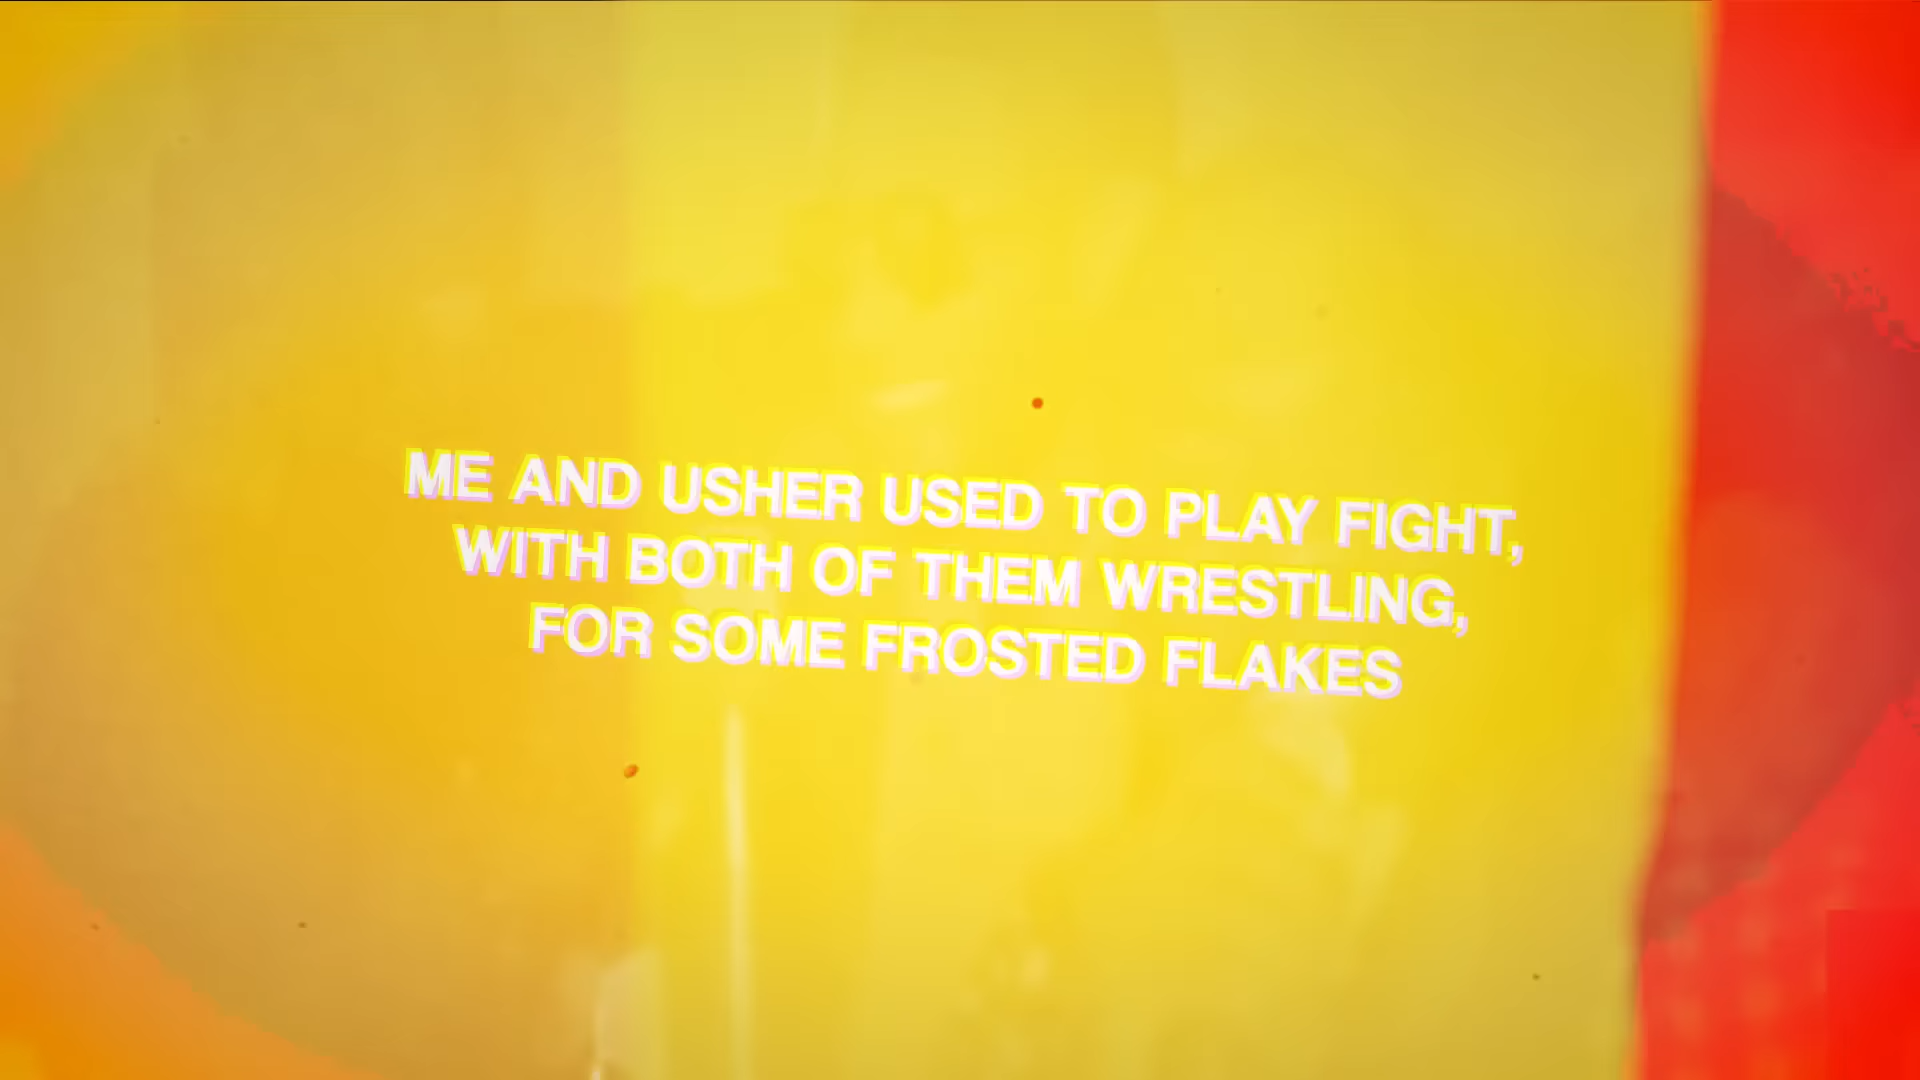 ME AND USHER USED TO PLAY FIGHT,
WITH BOTH OF THEM WRESTLING,
FOR SOME FROSTED FLAKES